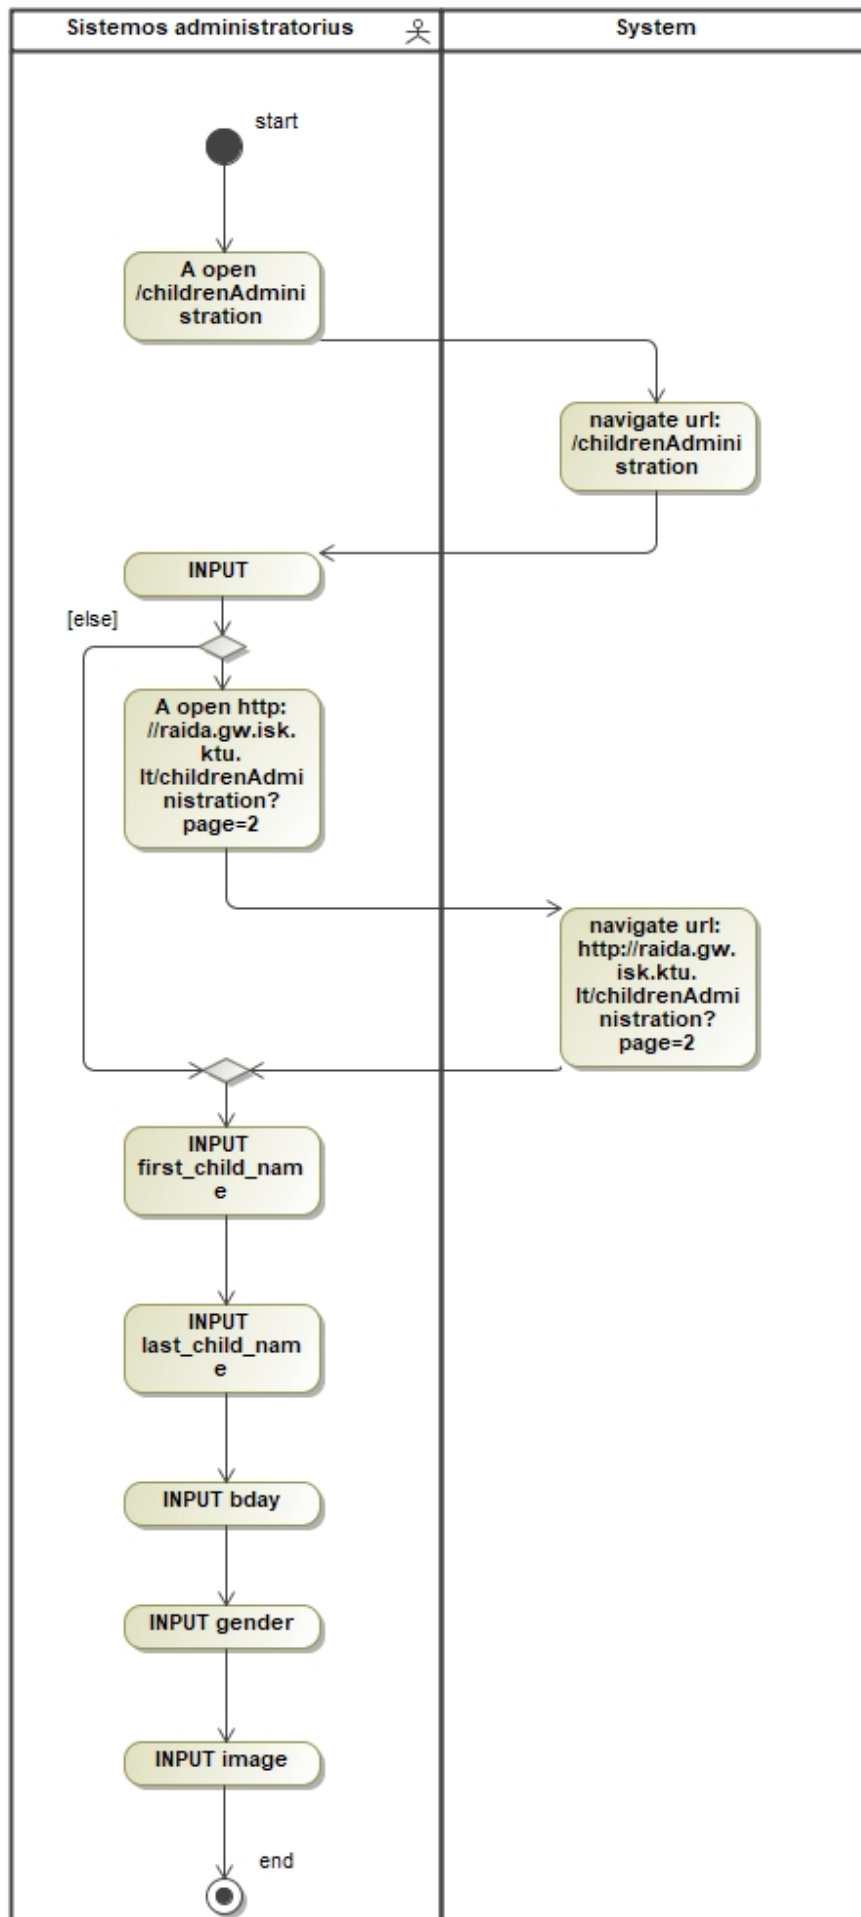 Sistemos administratorius
System
start
A open
/childrenAdmini
stration
navigate url:
/childrenAdmini
stration
INPUT
[else]
A open http:
//raida.gw.isk.
ktu.
lt/childrenAdmi
nistration?
page=2
navigate url:
http://raida.gw.
isk.ktu.
lt/childrenAdmi
nistration?
page=2
INPUT
first_child_nam
e
INPUT
last_child_nam
e
INPUT bday
INPUT gender
INPUT image
end